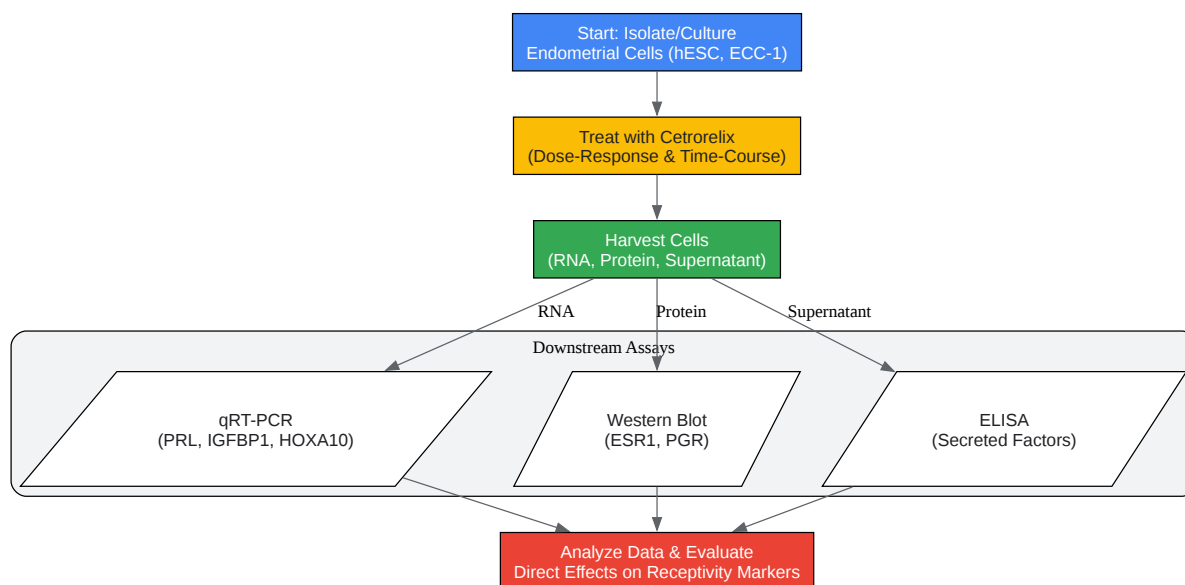 Start: Isolate/Culture
Endometrial Cells (hESC, ECC-1)
Treat with Cetrorelix
(Dose-Response & Time-Course)
Harvest Cells
(RNA, Protein, Supernatant)
RNA
Protein
Supernatant
Downstream Assays
qRT-PCR
(PRL, IGFBP1, HOXA10)
Western Blot
(ESR1, PGR)
ELISA
(Secreted Factors)
Analyze Data & Evaluate
Direct Effects on Receptivity Markers